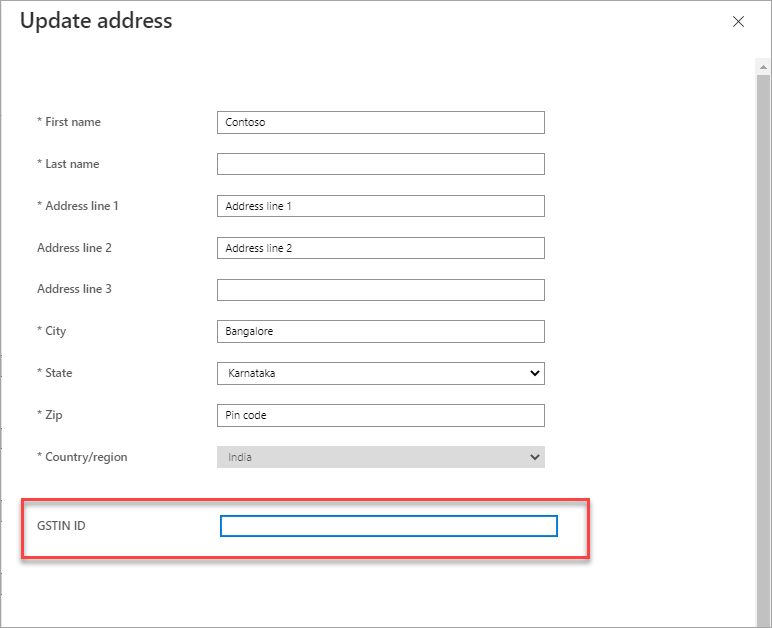 Update address
* First name Contoso
* Last name
* Address line 1 Address line 1
Address line 2 Address line 2
Address line 3
* City Bangalore
* State Karnataka
* Zip Pin code
* Country/region India
GSTIN ID